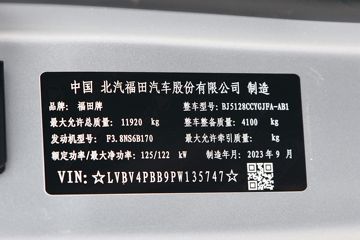 中国 北汽福田汽车股份有限公司 制造
品牌: 福田牌 整车型号: BJ5128CCYGJFA-AB1
最大允许总质量: 11920 kg 整车整备质量: 4100 kg
发动机型号: F3.8NS6B170 最大允许牵引质量: kg
额定功率/最大净功率: 125/122 kW 制造年月: 2023 年 9 月
VIN: ☆LVBV4PBB9PW135747☆